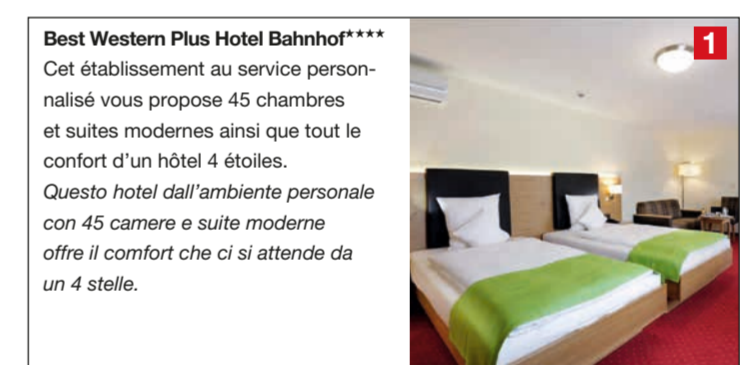 Best Western Plus Hotel Bahnhof★★★★
Cet établissement au service person-
nalisé vous propose 45 chambres
et suites modernes ainsi que tout le
confort d’un hôtel 4 étoiles.
Questo hotel dall’ambiente personale
con 45 camere e suite moderne
offre il comfort che ci si attende da
un 4 stelle.
1